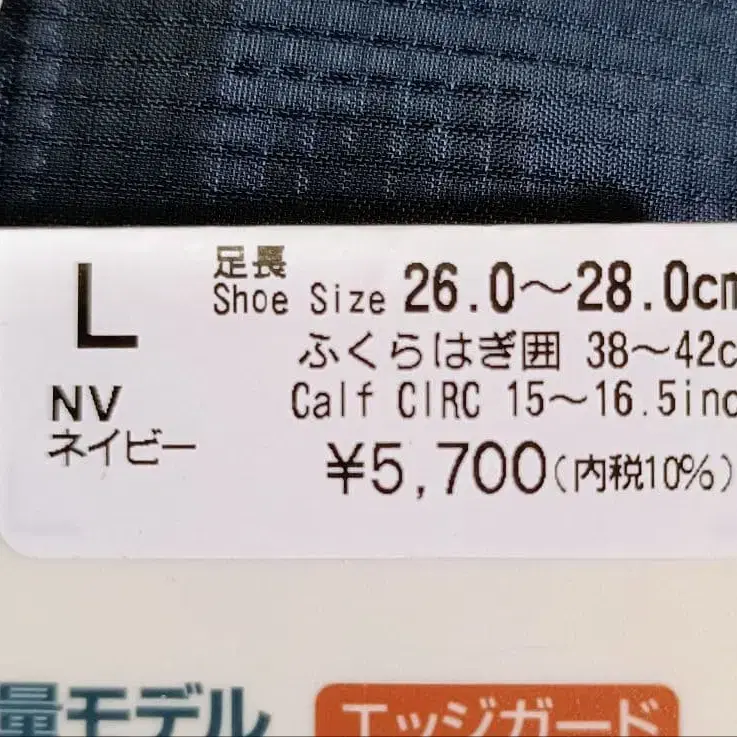 L
足長
Shoe Size 26.0～28.0cm
ふくらはぎ囲 38～42c
NV
Calf CIRC 15～16.5inc
ネイビー
¥5,700(内税10%)
量モデル
エッジガード